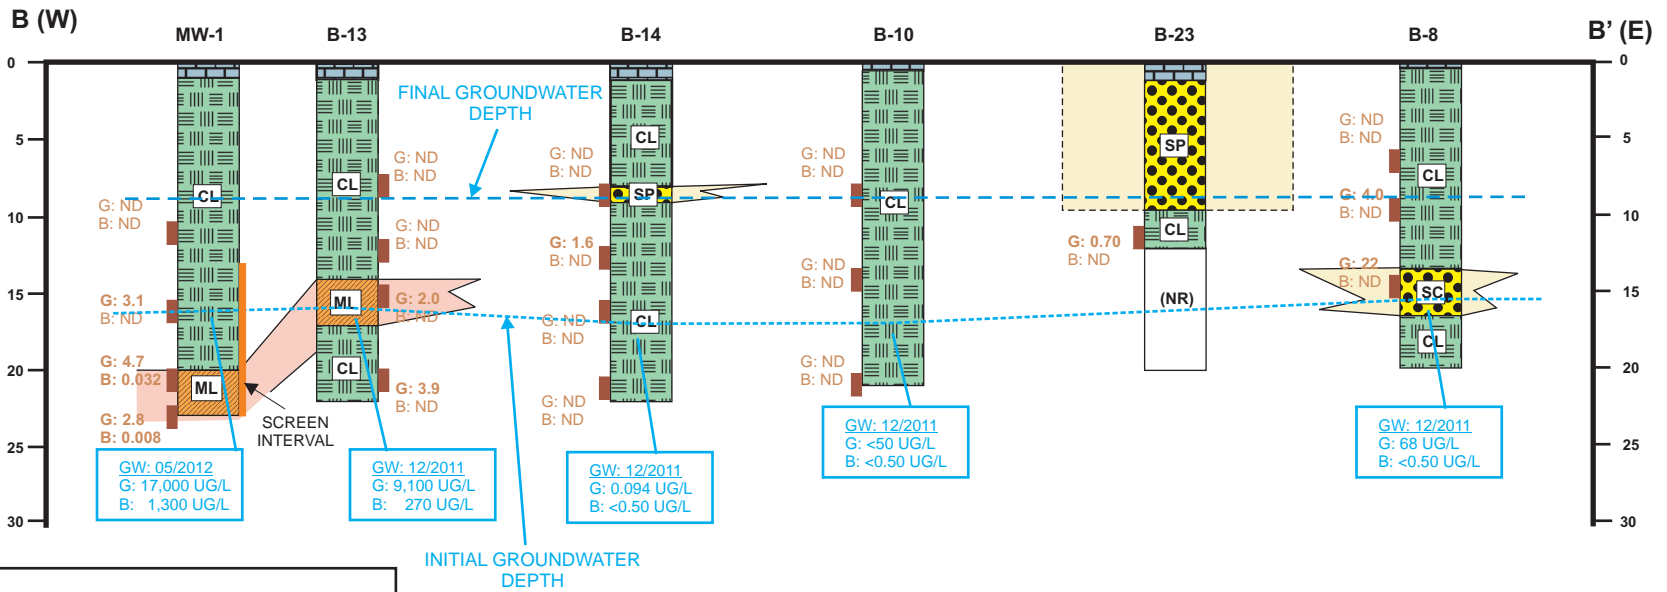 B (W)
B' (E)
MW-1
B-13
B-14
B-10
B-23
B-8
0
5
10
15
20
25
30
0
5
10
15
20
25
30
FINAL GROUNDWATER
DEPTH
INITIAL GROUNDWATER
DEPTH
SCREEN
INTERVAL
CL
ML
G: ND
B: ND
G: 3.1
B: ND
G: 4.7
B: 0.032
G: 2.8
B: 0.008
GW: 05/2012
G: 17,000 UG/L
B: 1,300 UG/L
CL
ML
CL
G: ND
B: ND
G: ND
B: ND
G: 2.0
B: ND
G: 3.9
B: ND
GW: 12/2011
G: 9,100 UG/L
B: 270 UG/L
CL
SP
CL
G: ND
B: ND
G: 1.6
B: ND
G: ND
B: ND
G: ND
B: ND
GW: 12/2011
G: 0.094 UG/L
B: <0.50 UG/L
CL
G: ND
B: ND
G: ND
B: ND
G: ND
B: ND
GW: 12/2011
G: <50 UG/L
B: <0.50 UG/L
SP
CL
(NR)
G: 0.70
B: ND
CL
SC
CL
G: ND
B: ND
G: 4.0
B: ND
G: 22
B: ND
GW: 12/2011
G: 68 UG/L
B: <0.50 UG/L